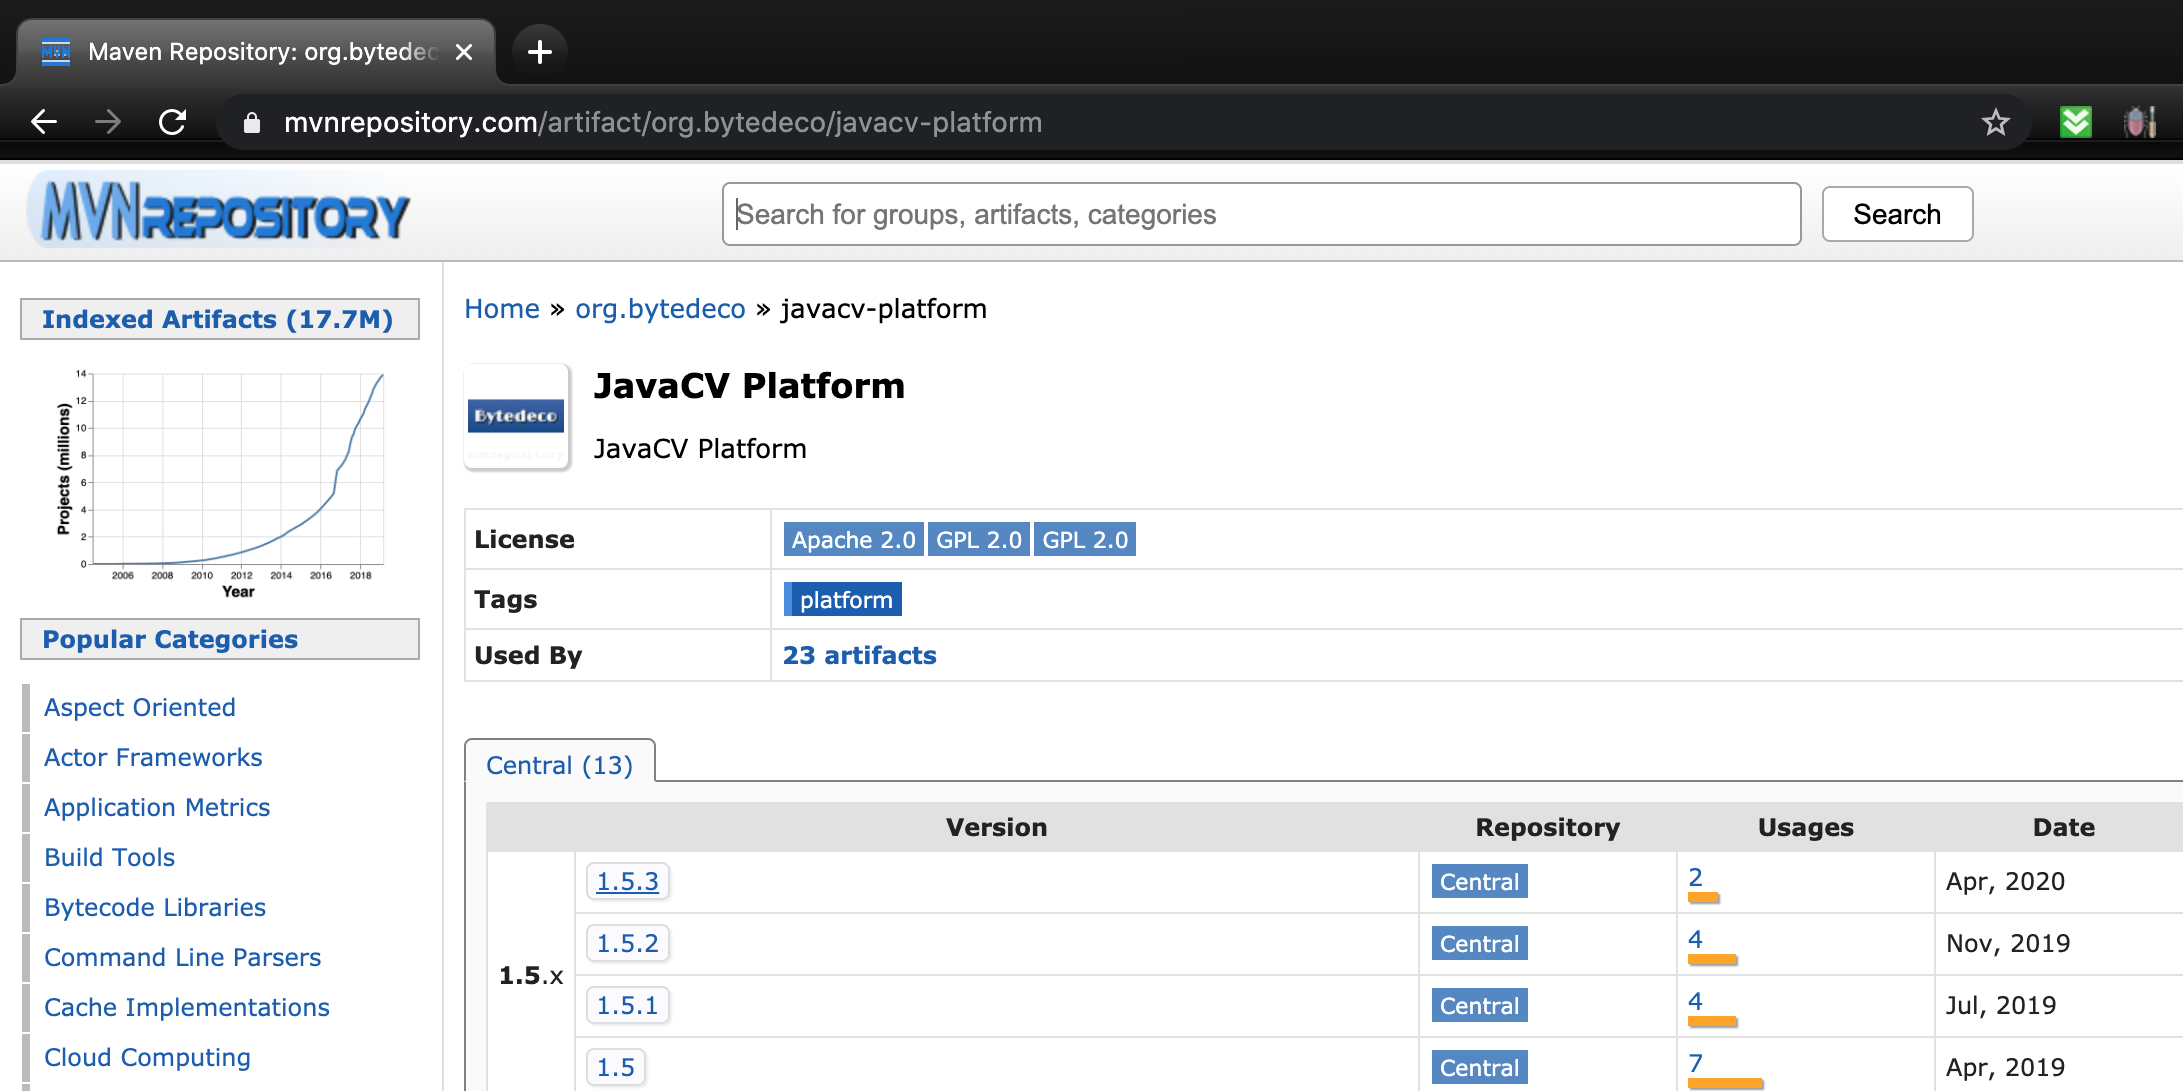 MVN
Maven Repository: org.bytedec
mvnrepository.com/artifact/org.bytedeco/javacv-platform
MVNREPOSITORY
Search for groups, artifacts, categories
Search
Indexed Artifacts (17.7M)
Projects (millions)
14
12
10
8
6
4
2
0
2006 2008 2010 2012 2014 2016 2018
Year
Popular Categories
Aspect Oriented
Actor Frameworks
Application Metrics
Build Tools
Bytecode Libraries
Command Line Parsers
Cache Implementations
Cloud Computing
Home » org.bytedeco » javacv-platform
Bytedeco
mvnrepository
JavaCV Platform
JavaCV Platform
License Apache 2.0 GPL 2.0 GPL 2.0
Tags platform
Used By 23 artifacts
Central (13)
Version Repository Usages Date
1.5.x
1.5.3 Central 2 Apr, 2020
1.5.2 Central 4 Nov, 2019
1.5.1 Central 4 Jul, 2019
1.5 Central 7 Apr, 2019